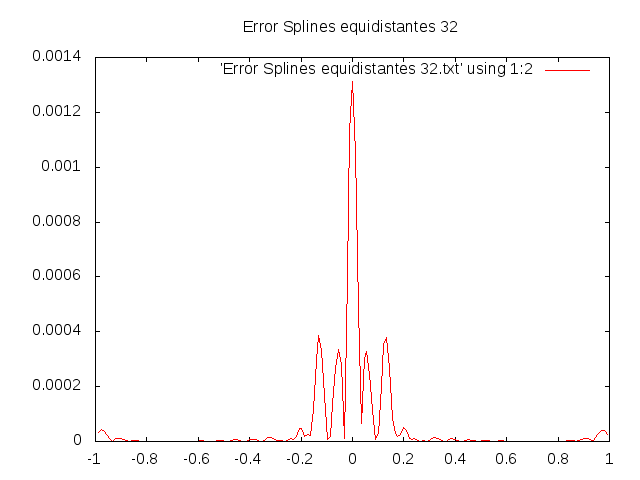 Error Splines equidistantes 32
'Error Splines equidistantes 32.txt' using 1:2
0.0014
0.0012
0.001
0.0008
0.0006
0.0004
0.0002
0
-1 -0.8 -0.6 -0.4 -0.2 0 0.2 0.4 0.6 0.8 1